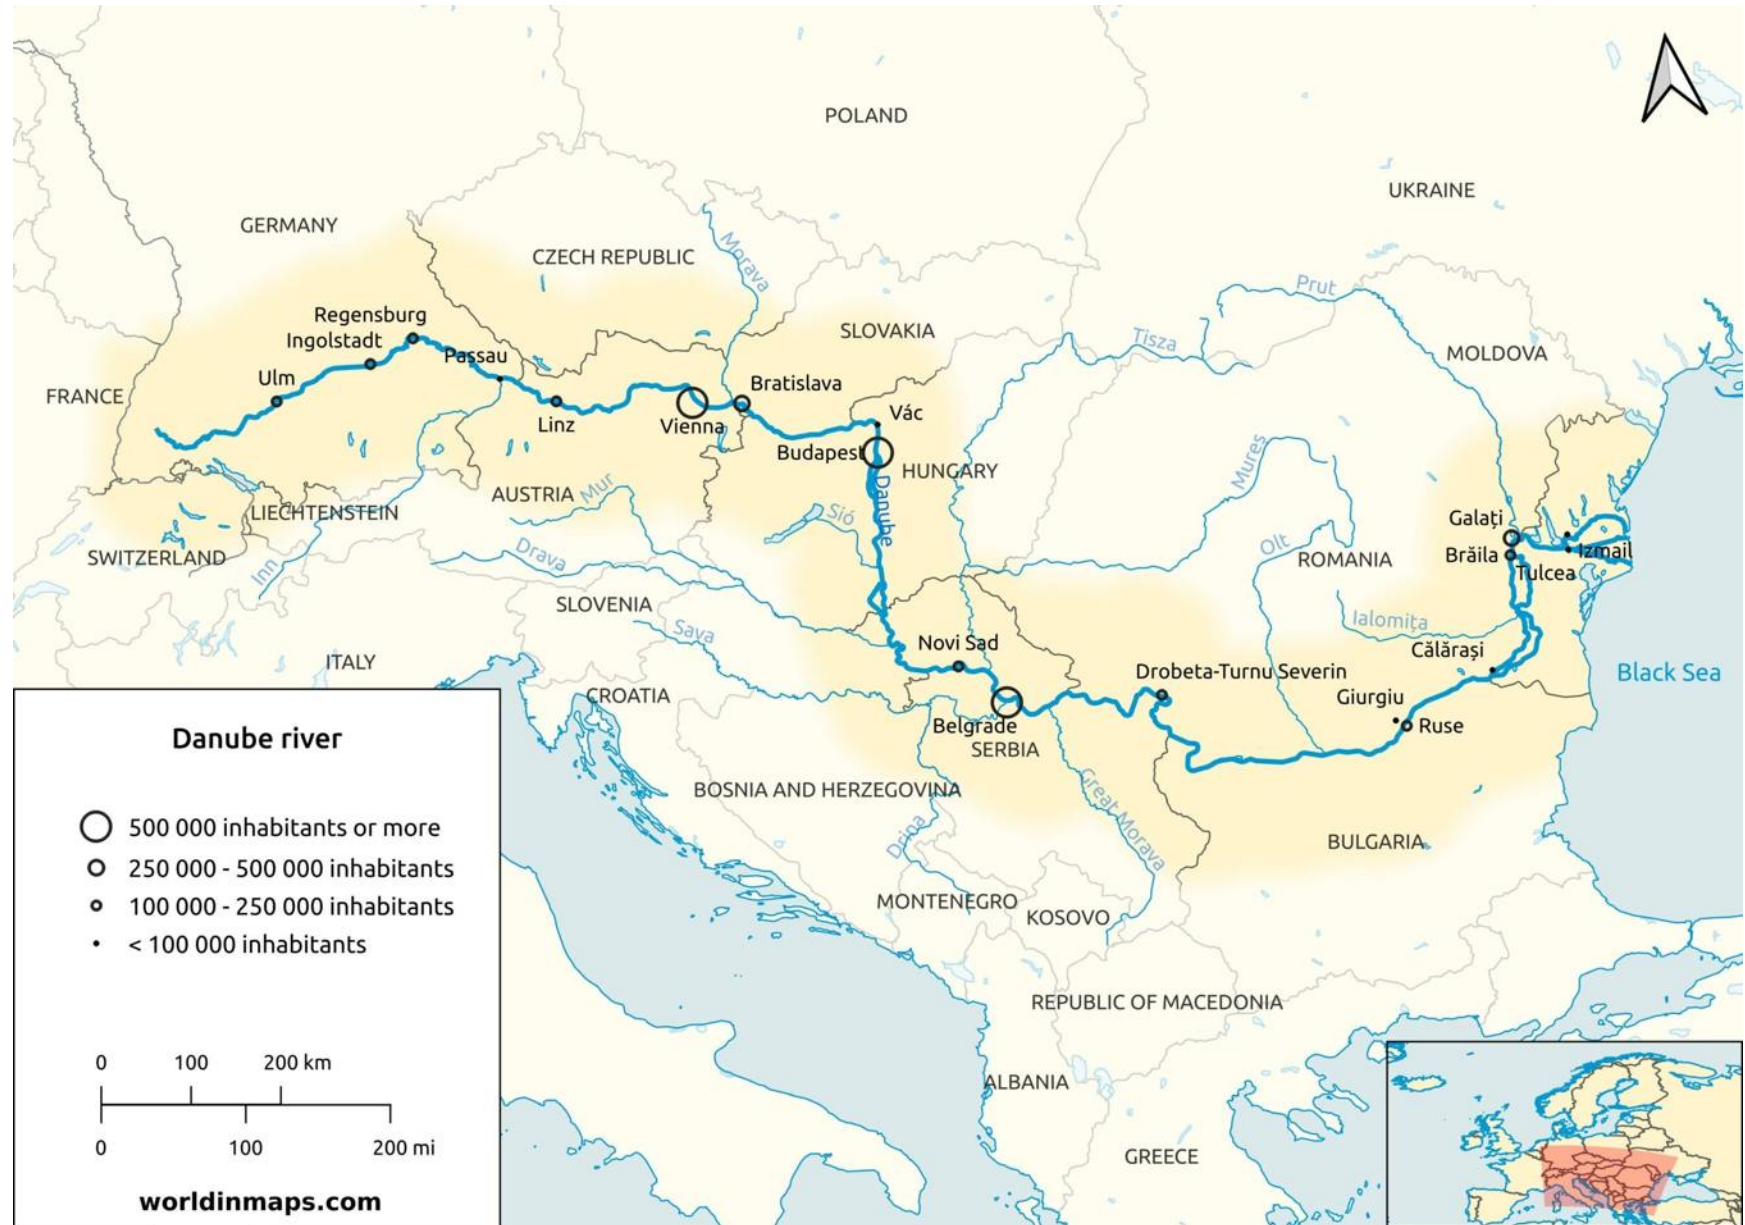 POLAND
UKRAINE
GERMANY
CZECH REPUBLIC
Morava
Prut
Regensburg
Ingolstadt
SLOVAKIA
Tisza
MOLDOVA
Passau
Ulm
FRANCE
Bratislava
Linz
Vienna
Vác
Budapest
HUNGARY
Mures
Danube
AUSTRIA
Mur
LIECHTENSTEIN
Sió
Galați
SWITZERLAND
Drava
Inn
Olt
ROMANIA
Brăila
Izmail
Tulcea
SLOVENIA
Sava
Ialomița
Novi Sad
Călărași
ITALY
Drobeta-Turnu Severin
Black Sea
CROATIA
Giurgiu
Belgrade
Ruse
SERBIA
BOSNIA AND HERZEGOVINA
Great Morava
Drina
BULGARIA
MONTENEGRO
KOSOVO
REPUBLIC OF MACEDONIA
ALBANIA
GREECE
Danube river
500 000 inhabitants or more
250 000 - 500 000 inhabitants
100 000 - 250 000 inhabitants
< 100 000 inhabitants
0 100 200 km
0 100 200 mi
worldinmaps.com